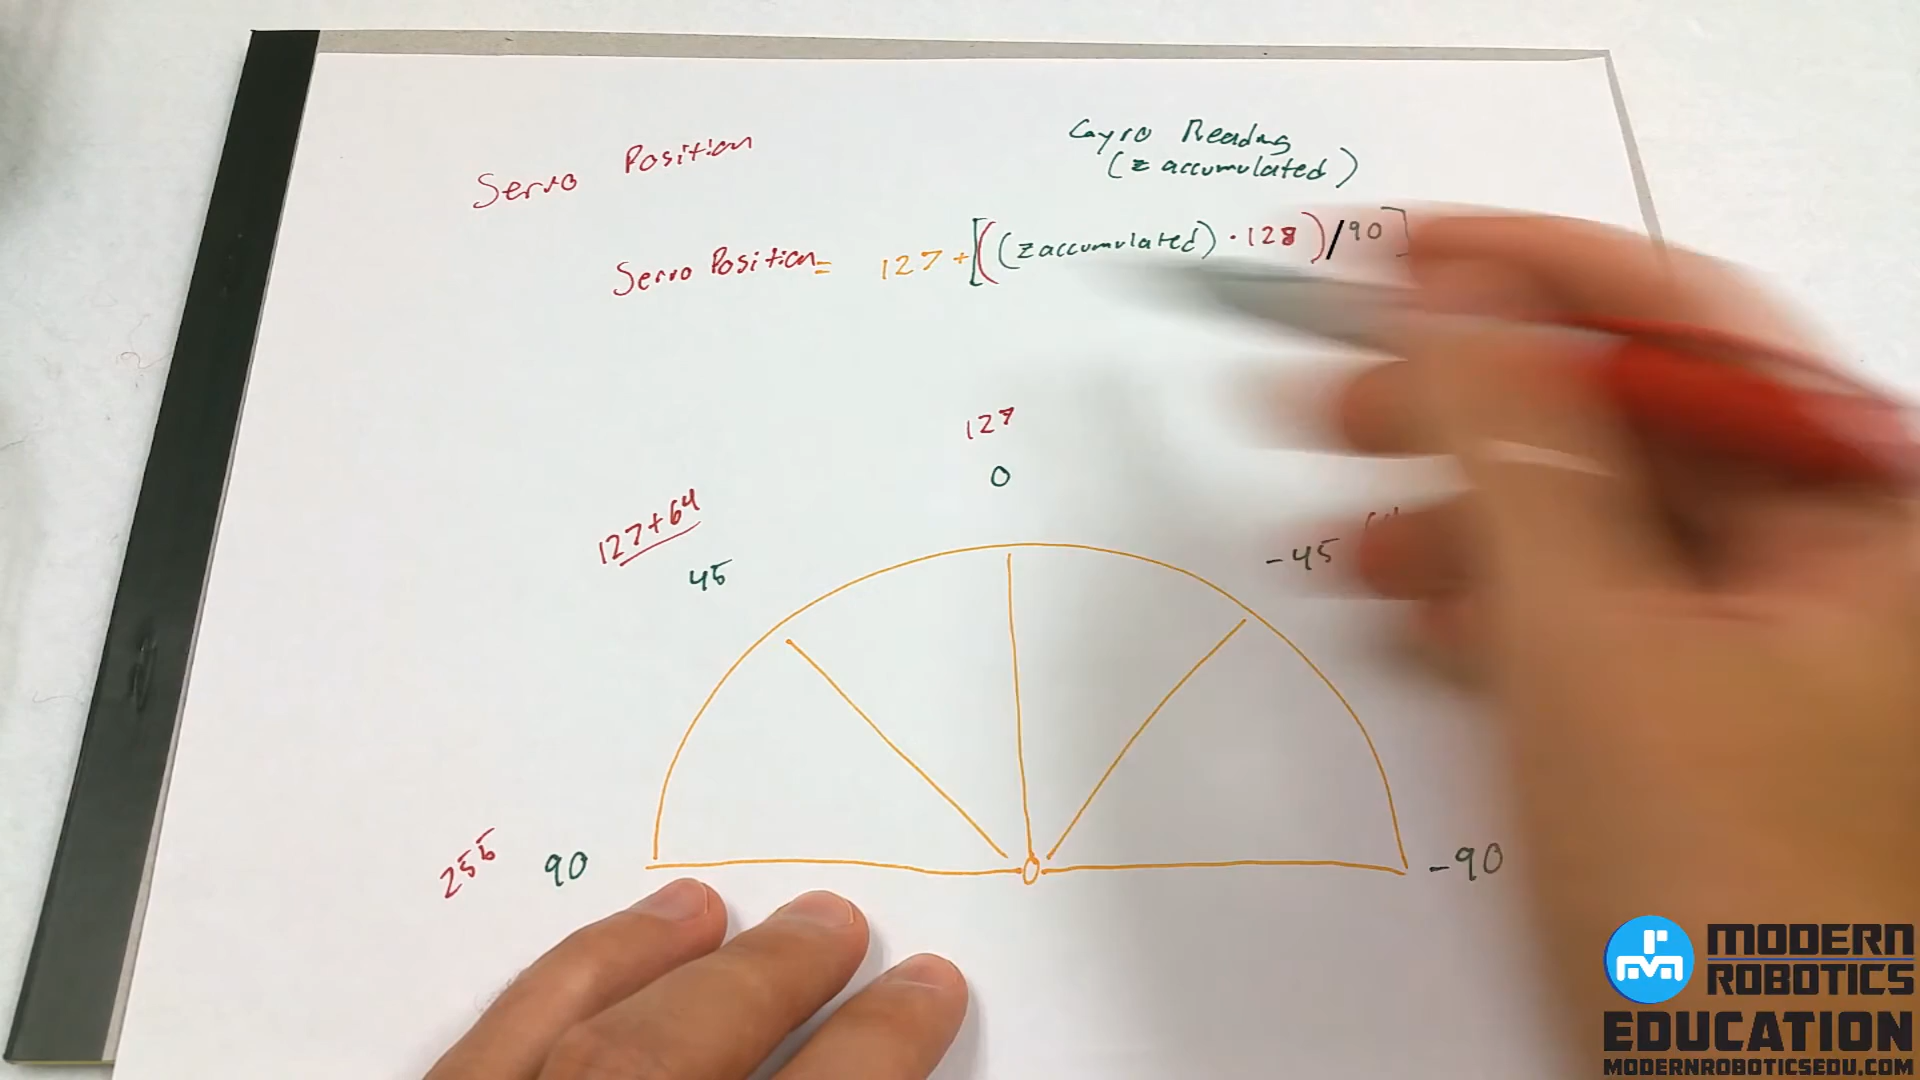 Servo Position
Gyro Reading
(z accumulated)
Servo Position = 127 + [((z accumulated) · 128) / 90]
127
0
127+64
45
-45
255 90
-90
MODERN
ROBOTICS
EDUCATION
MODERNROBOTICSEDU.COM